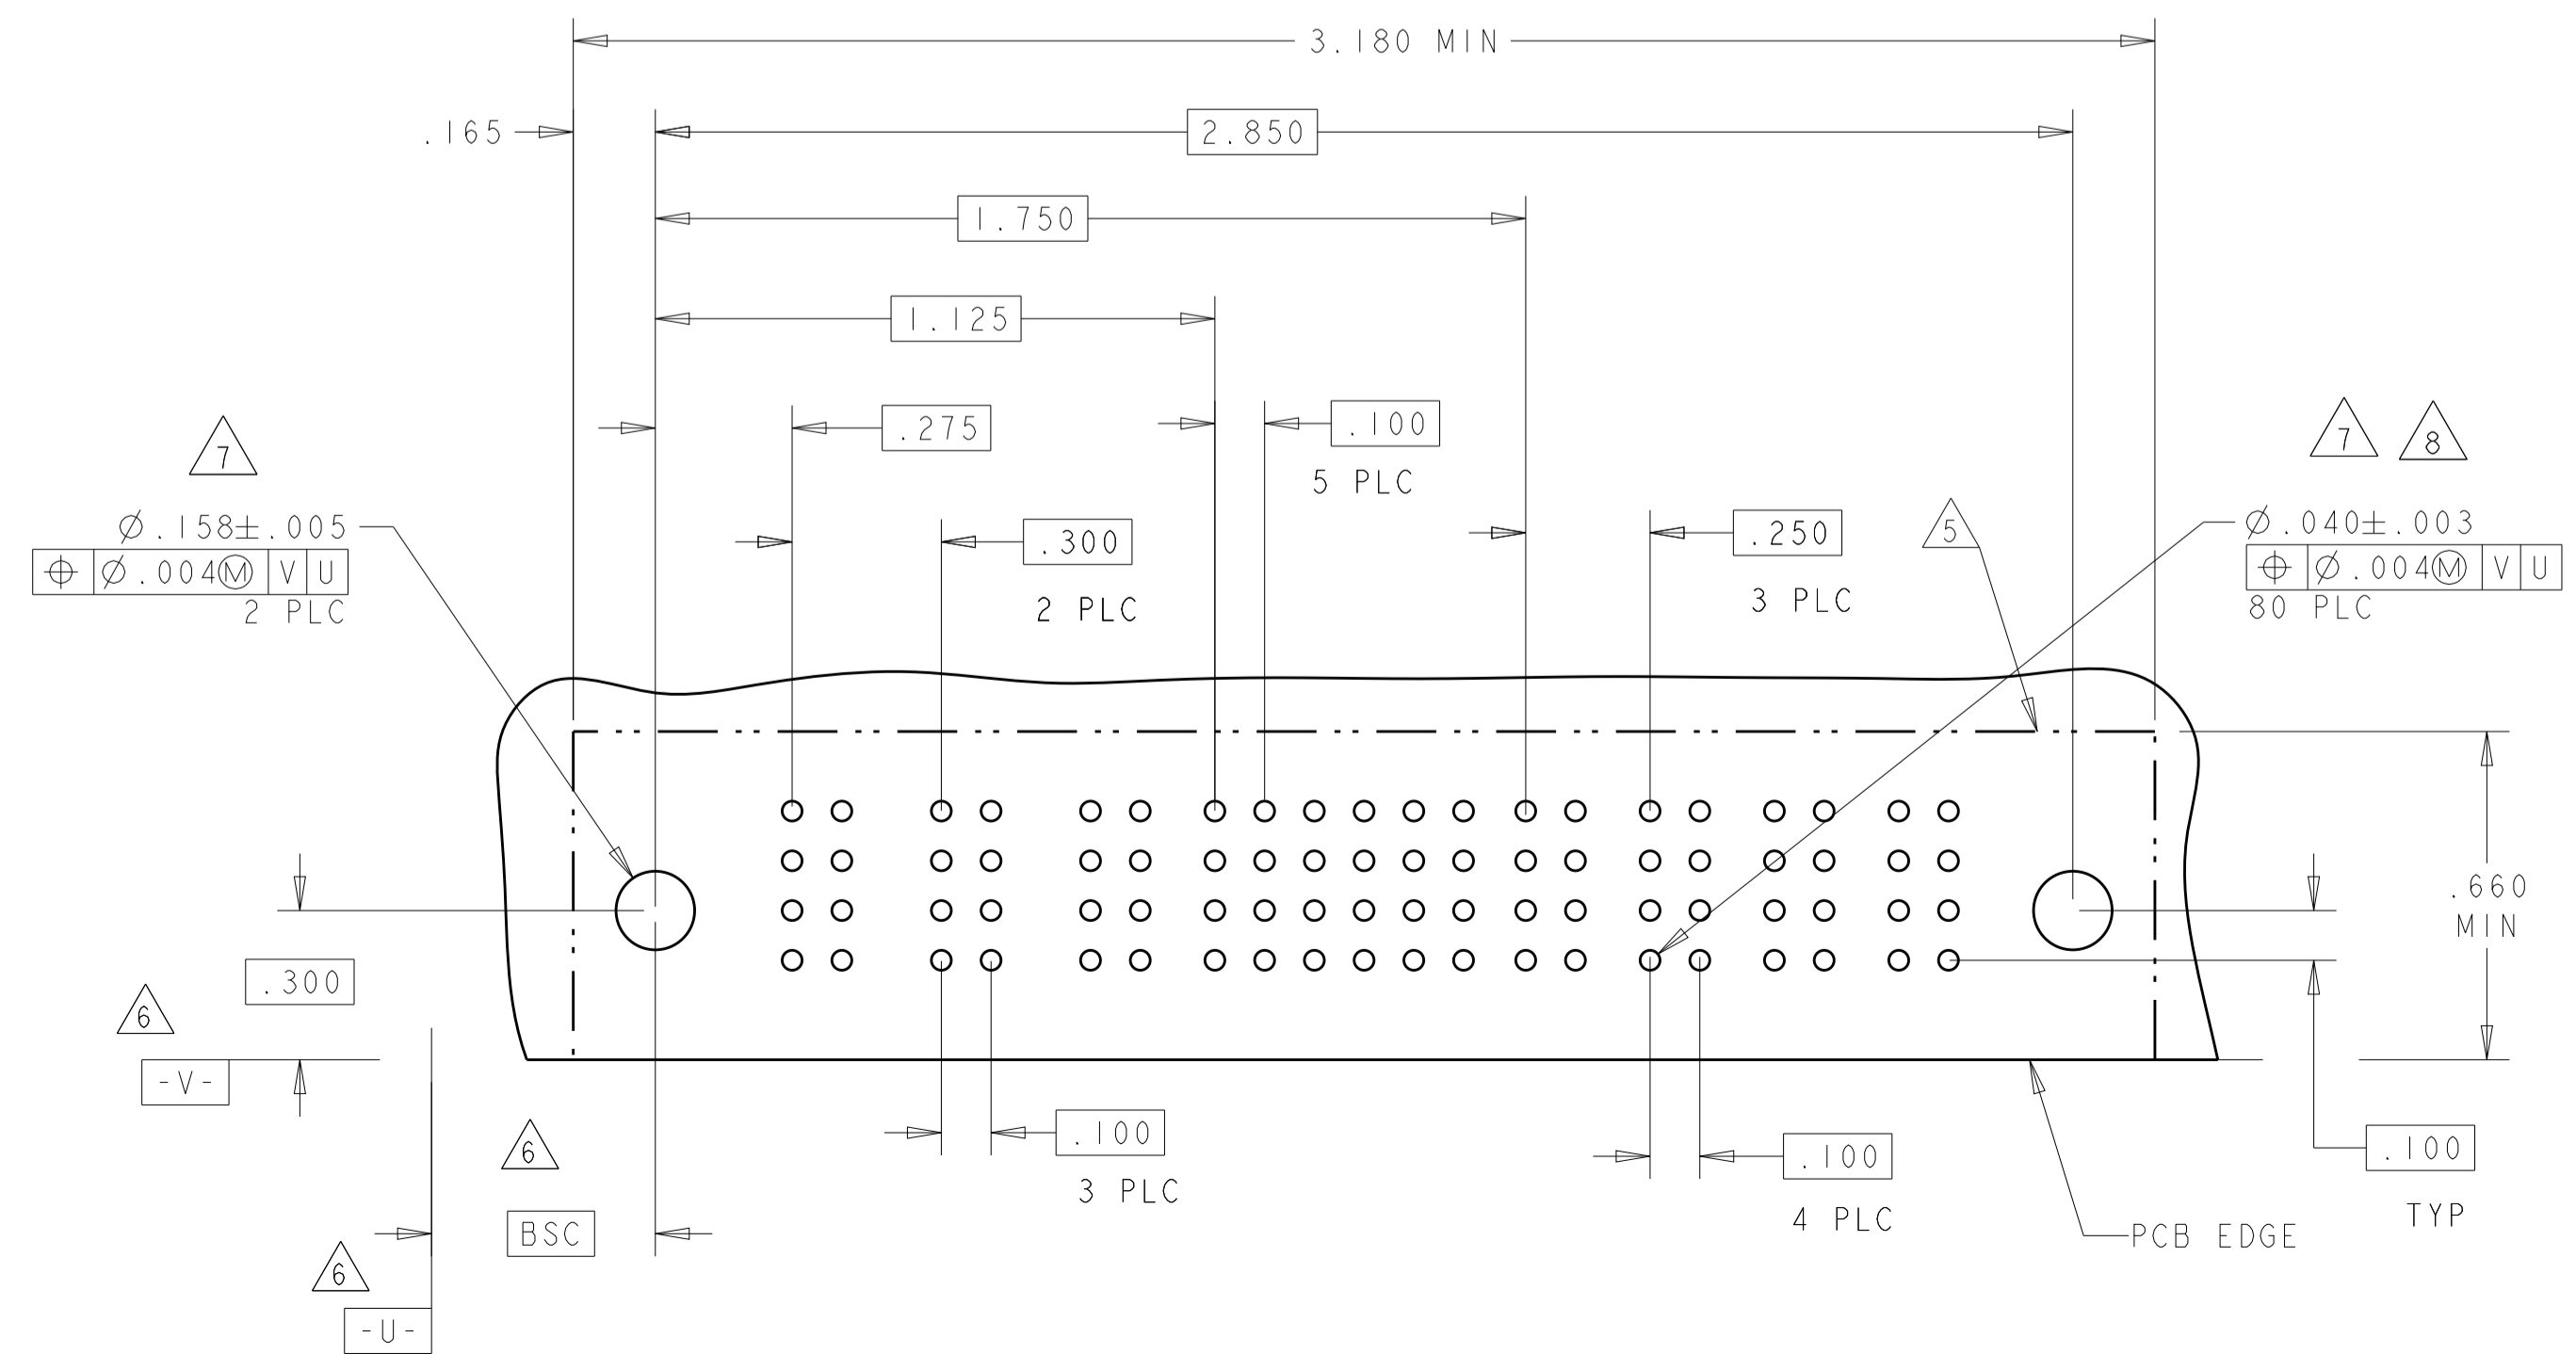 3.180 MIN
.165
2.850
1.750
1.125
.275
.100
5 PLC
7
Ø.158±.005
⌖ Ø.004Ⓜ V U
2 PLC
.300
2 PLC
.250
3 PLC
5
7 8
Ø.040±.003
⌖ Ø.004Ⓜ V U
80 PLC
.660
MIN
.300
6
-V-
6
BSC
6
-U-
.100
3 PLC
.100
4 PLC
PCB EDGE
.100
TYP